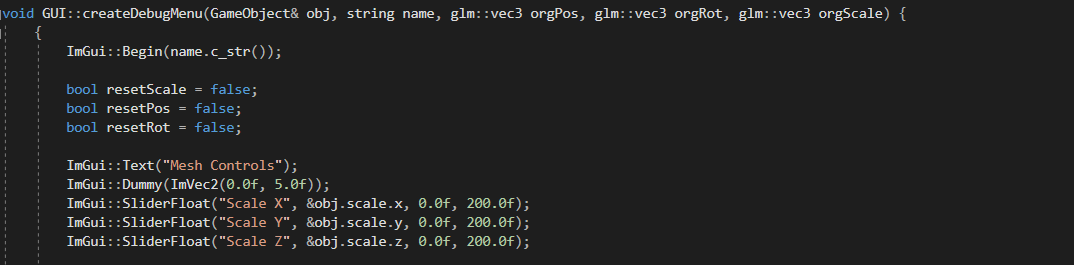 void GUI::createDebugMenu(GameObject& obj, string name, glm::vec3 orgPos, glm::vec3 orgRot, glm::vec3 orgScale) {
    {
        ImGui::Begin(name.c_str());

        bool resetScale = false;
        bool resetPos = false;
        bool resetRot = false;

        ImGui::Text("Mesh Controls");
        ImGui::Dummy(ImVec2(0.0f, 5.0f));
        ImGui::SliderFloat("Scale X", &obj.scale.x, 0.0f, 200.0f);
        ImGui::SliderFloat("Scale Y", &obj.scale.y, 0.0f, 200.0f);
        ImGui::SliderFloat("Scale Z", &obj.scale.z, 0.0f, 200.0f);